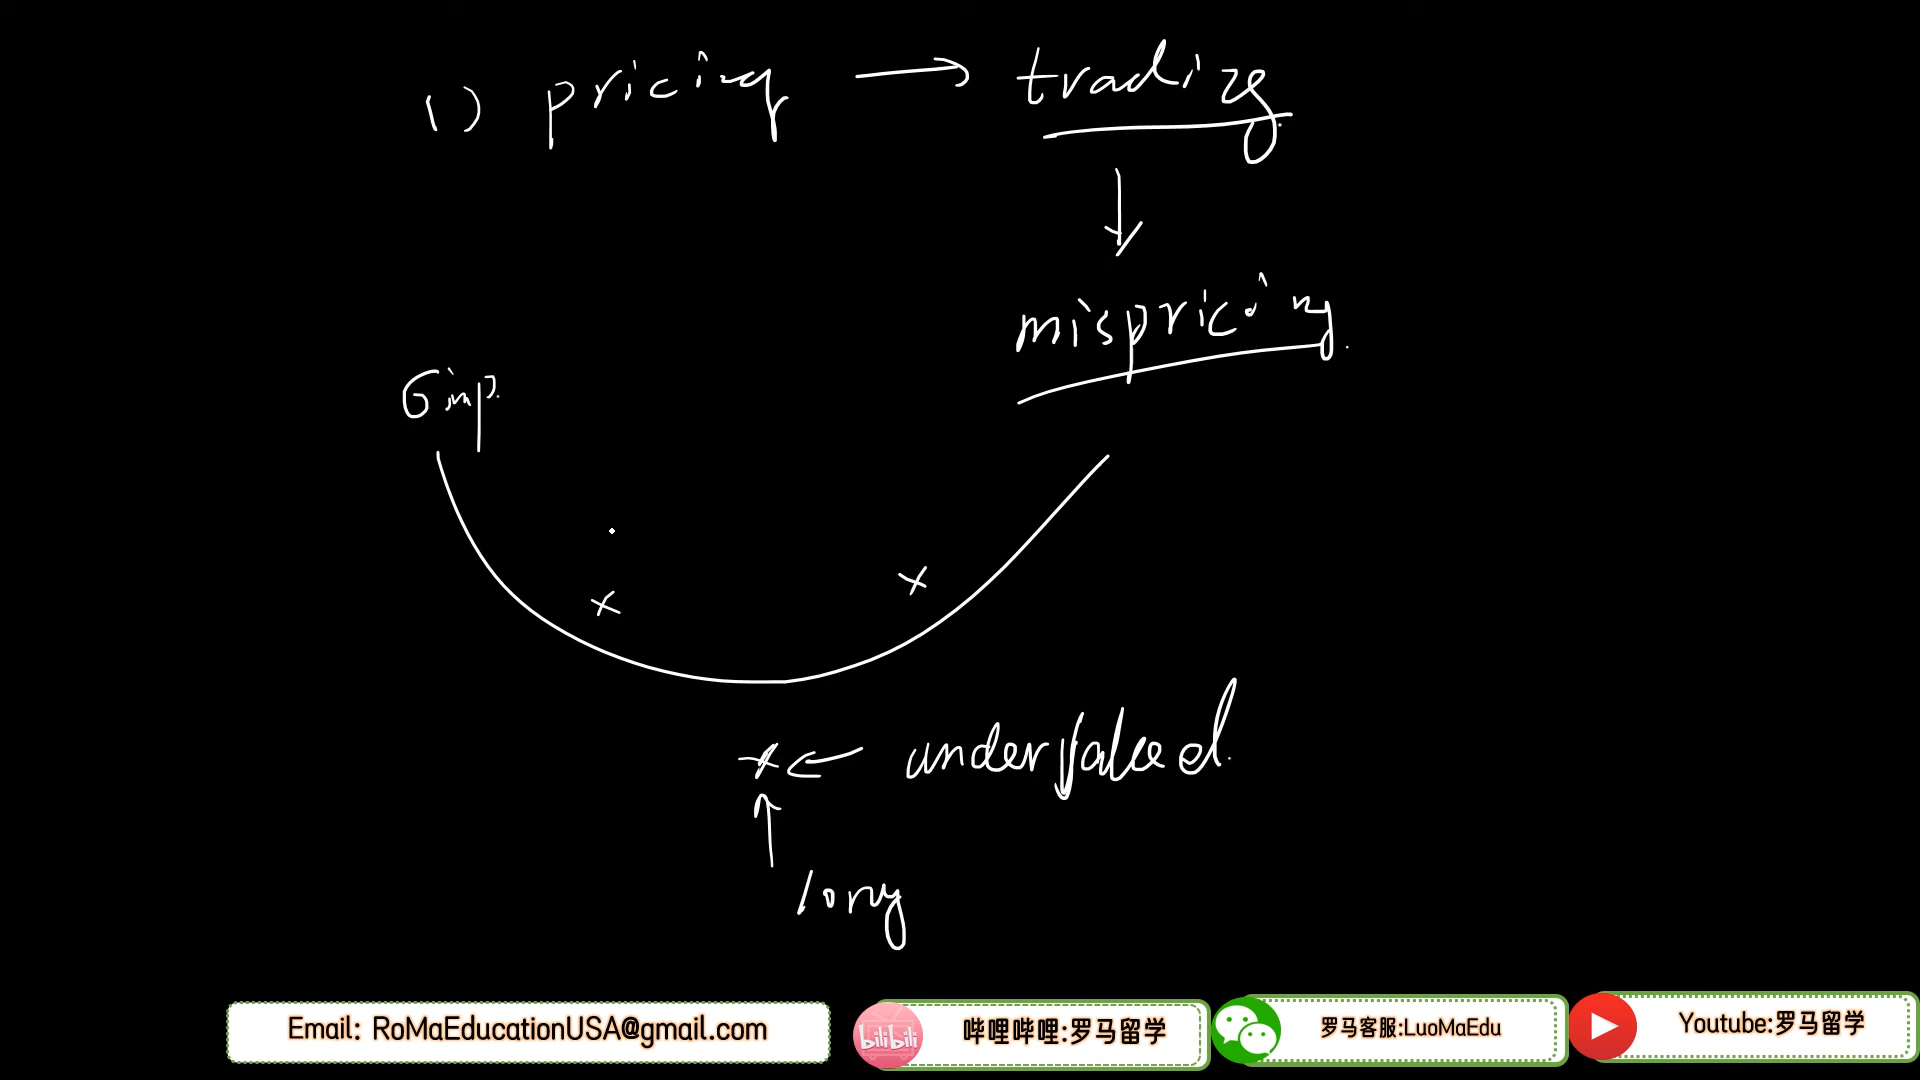 1) pricing → trading
↓
mispricing
σimp.
x ← undervalued.
↑
long
Email: RoMaEducationUSA@gmail.com
bilibili
哔哩哔哩:罗马留学
罗马客服:LuoMaEdu
Youtube:罗马留学